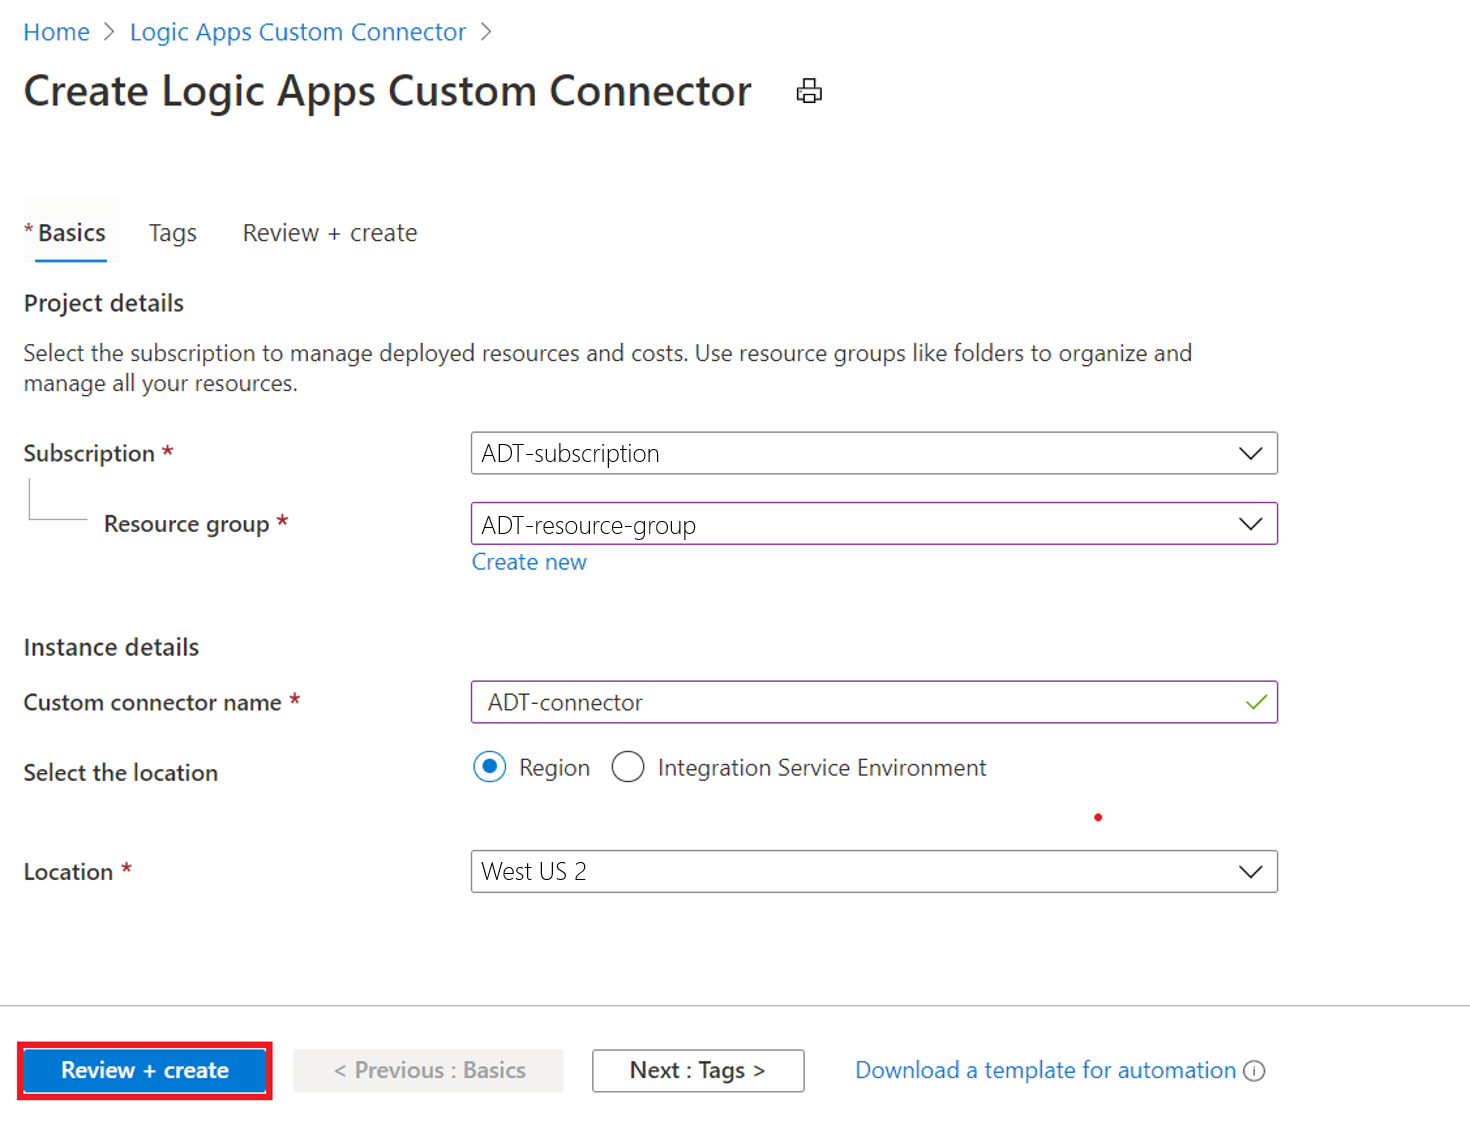 Home > Logic Apps Custom Connector >
Create Logic Apps Custom Connector
* Basics Tags Review + create
Project details
Select the subscription to manage deployed resources and costs. Use resource groups like folders to organize and
manage all your resources.
Subscription * ADT-subscription
Resource group * ADT-resource-group
Create new
Instance details
Custom connector name * ADT-connector
Select the location Region Integration Service Environment
Location * West US 2
Review + create < Previous : Basics Next : Tags > Download a template for automation